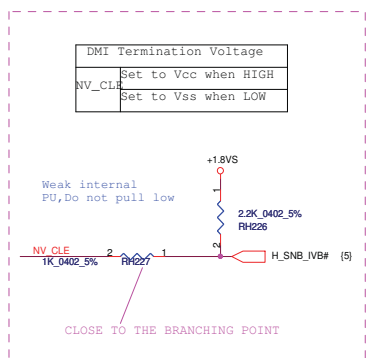 DMI Termination Voltage
NV_CLE
Set to Vcc when HIGH
Set to Vss when LOW
+1.8VS
Weak internal
PU,Do not pull low
1
2.2K_0402_5%
RH226
2
NV_CLE
2
1
H_SNB_IVB# {5}
1K_0402_5%
RH227
CLOSE TO THE BRANCHING POINT